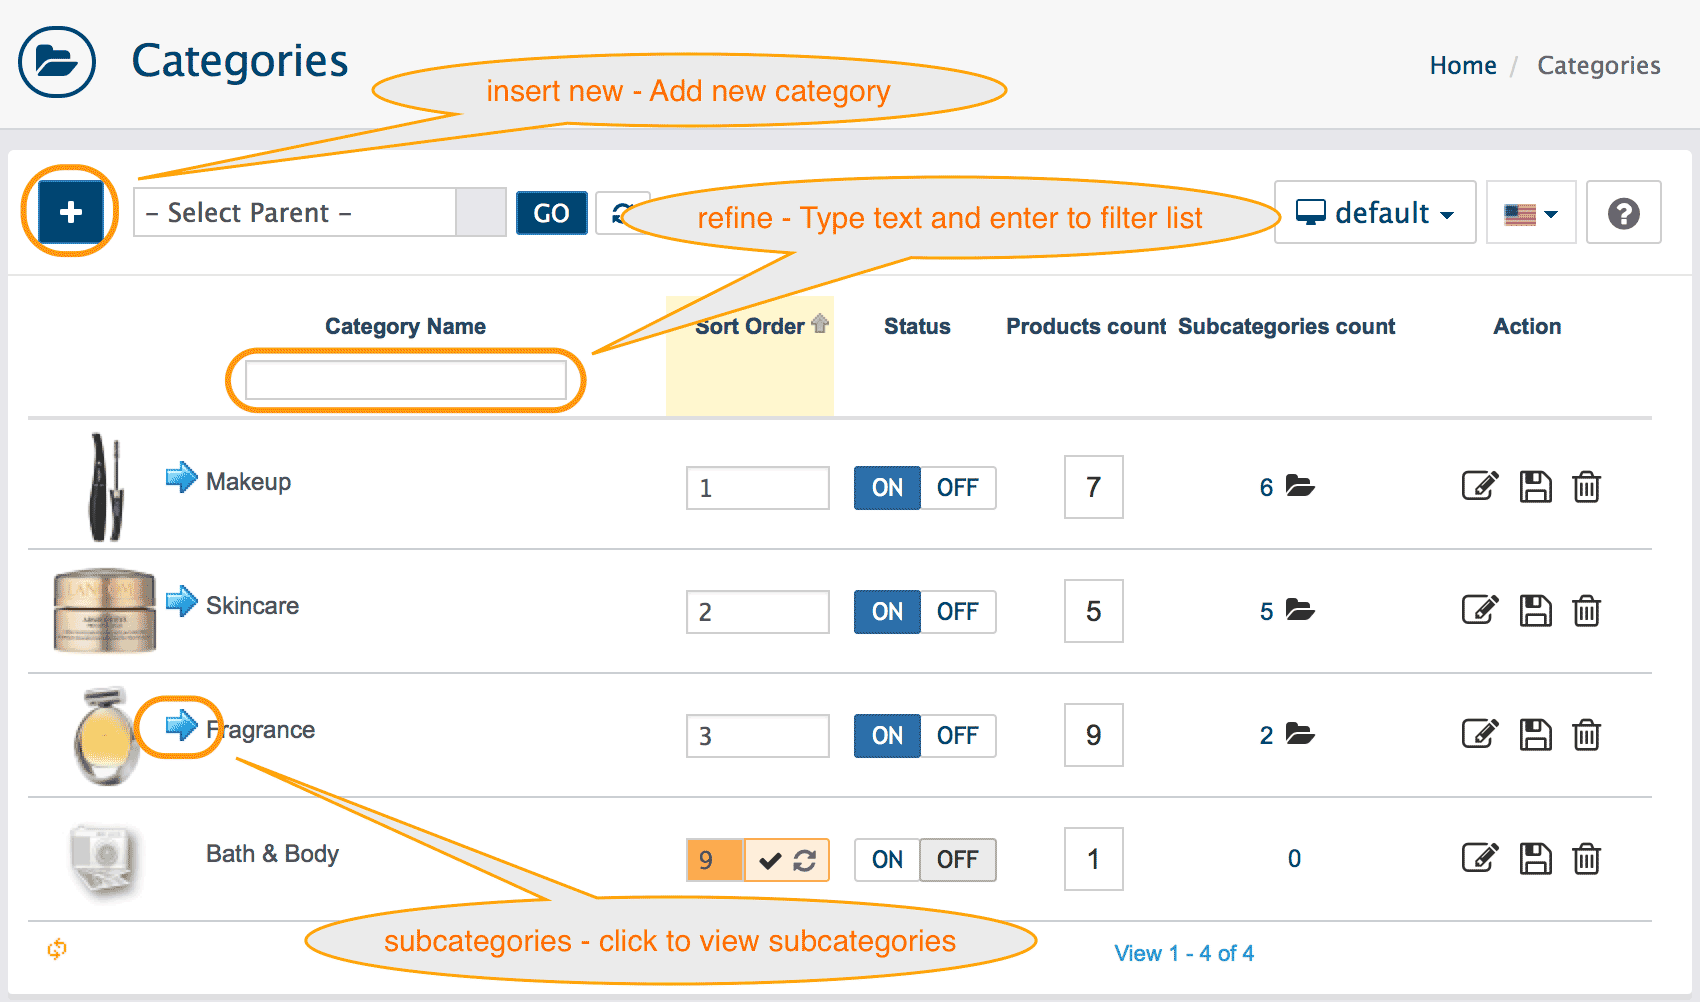 Categories
Home / Categories
insert new - Add new category
+
– Select Parent –
GO
refine - Type text and enter to filter list
default
?
Category Name
Sort Order
Status
Products count
Subcategories count
Action
Makeup
1
ON
OFF
7
6
LANCOME
Skincare
2
ON
OFF
5
5
Fragrance
3
ON
OFF
9
2
Bath & Body
9
ON
OFF
1
0
subcategories - click to view subcategories
View 1 - 4 of 4